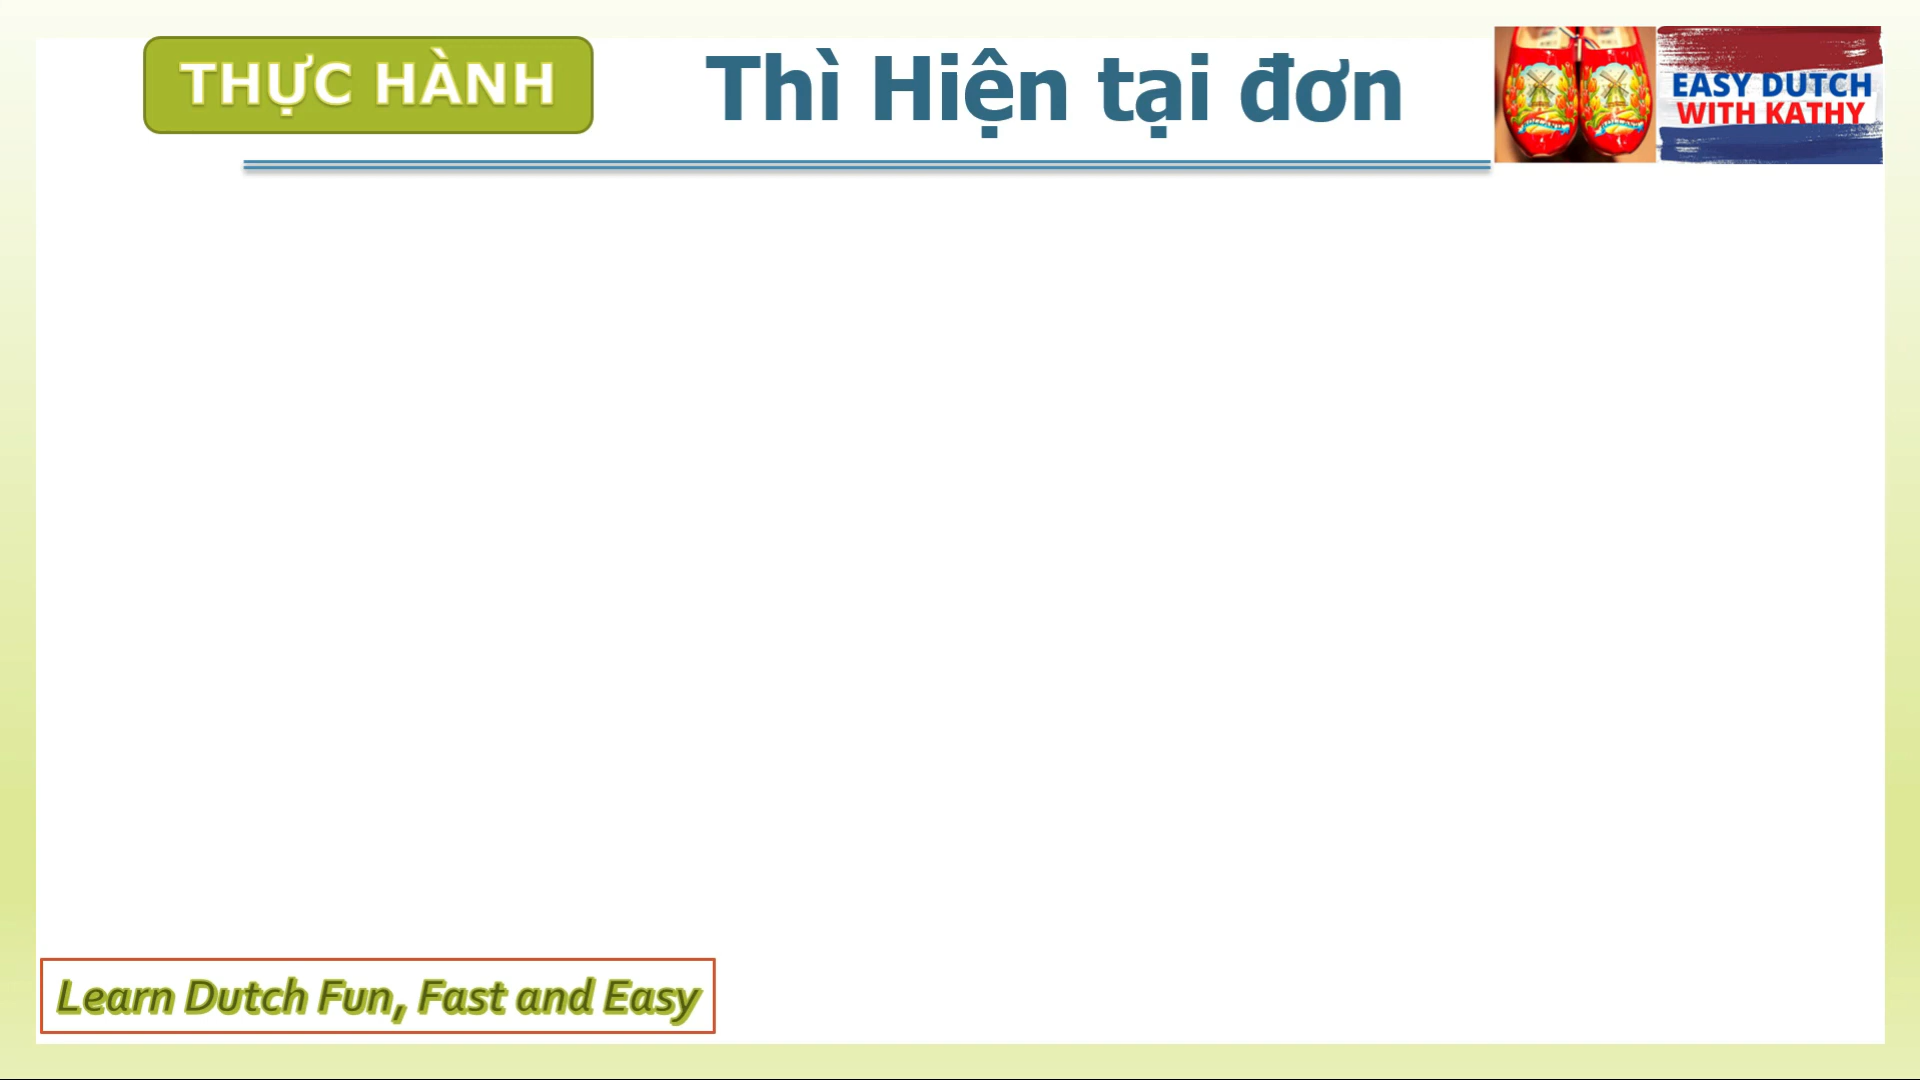 THỰC HÀNH
Thì Hiện tại đơn
EASY DUTCH
WITH KATHY
Learn Dutch Fun, Fast and Easy